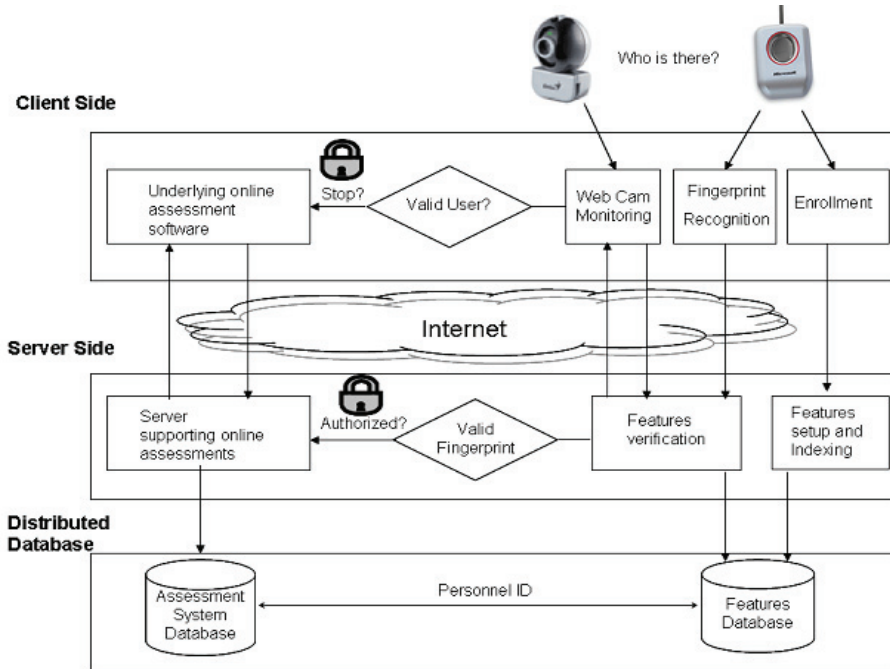 Who is there?
Microsoft
Client Side
Underlying online
assessment
software
Stop?
Valid User?
Web Cam
Monitoring
Fingerprint
Recognition
Enrollment
Internet
Server Side
Server
supporting online
assessments
Authorized?
Valid
Fingerprint
Features
verification
Features
setup and
Indexing
Distributed
Database
Assessment
System
Database
Personnel ID
Features
Database